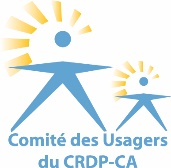 Comité des Usagers
du CRDP-CA